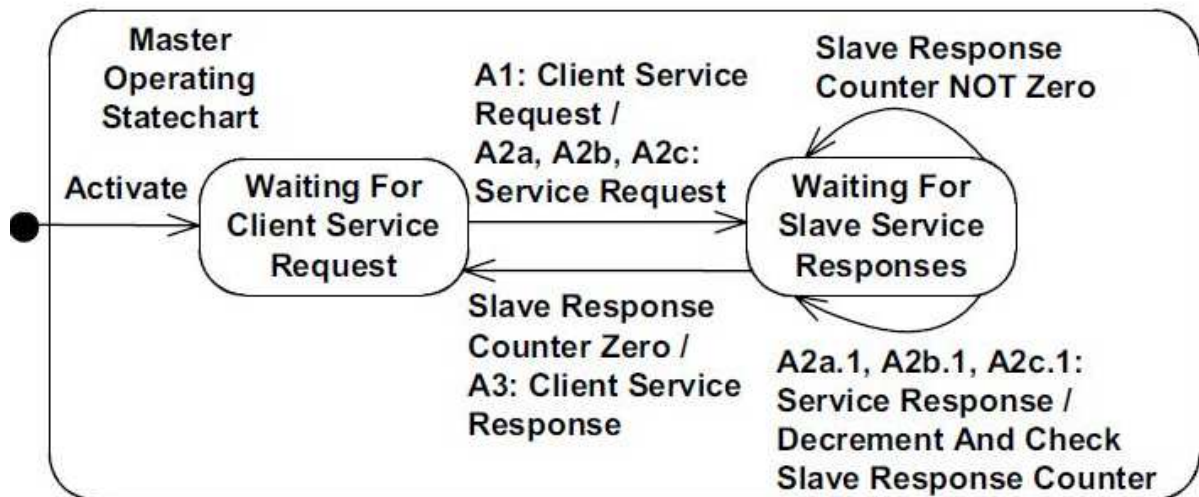 Master
Operating
Statechart
Activate
Waiting For
Client Service
Request
A1: Client Service
Request /
A2a, A2b, A2c:
Service Request
Slave Response
Counter Zero /
A3: Client Service
Response
Slave Response
Counter NOT Zero
Waiting For
Slave Service
Responses
A2a.1, A2b.1, A2c.1:
Service Response /
Decrement And Check
Slave Response Counter